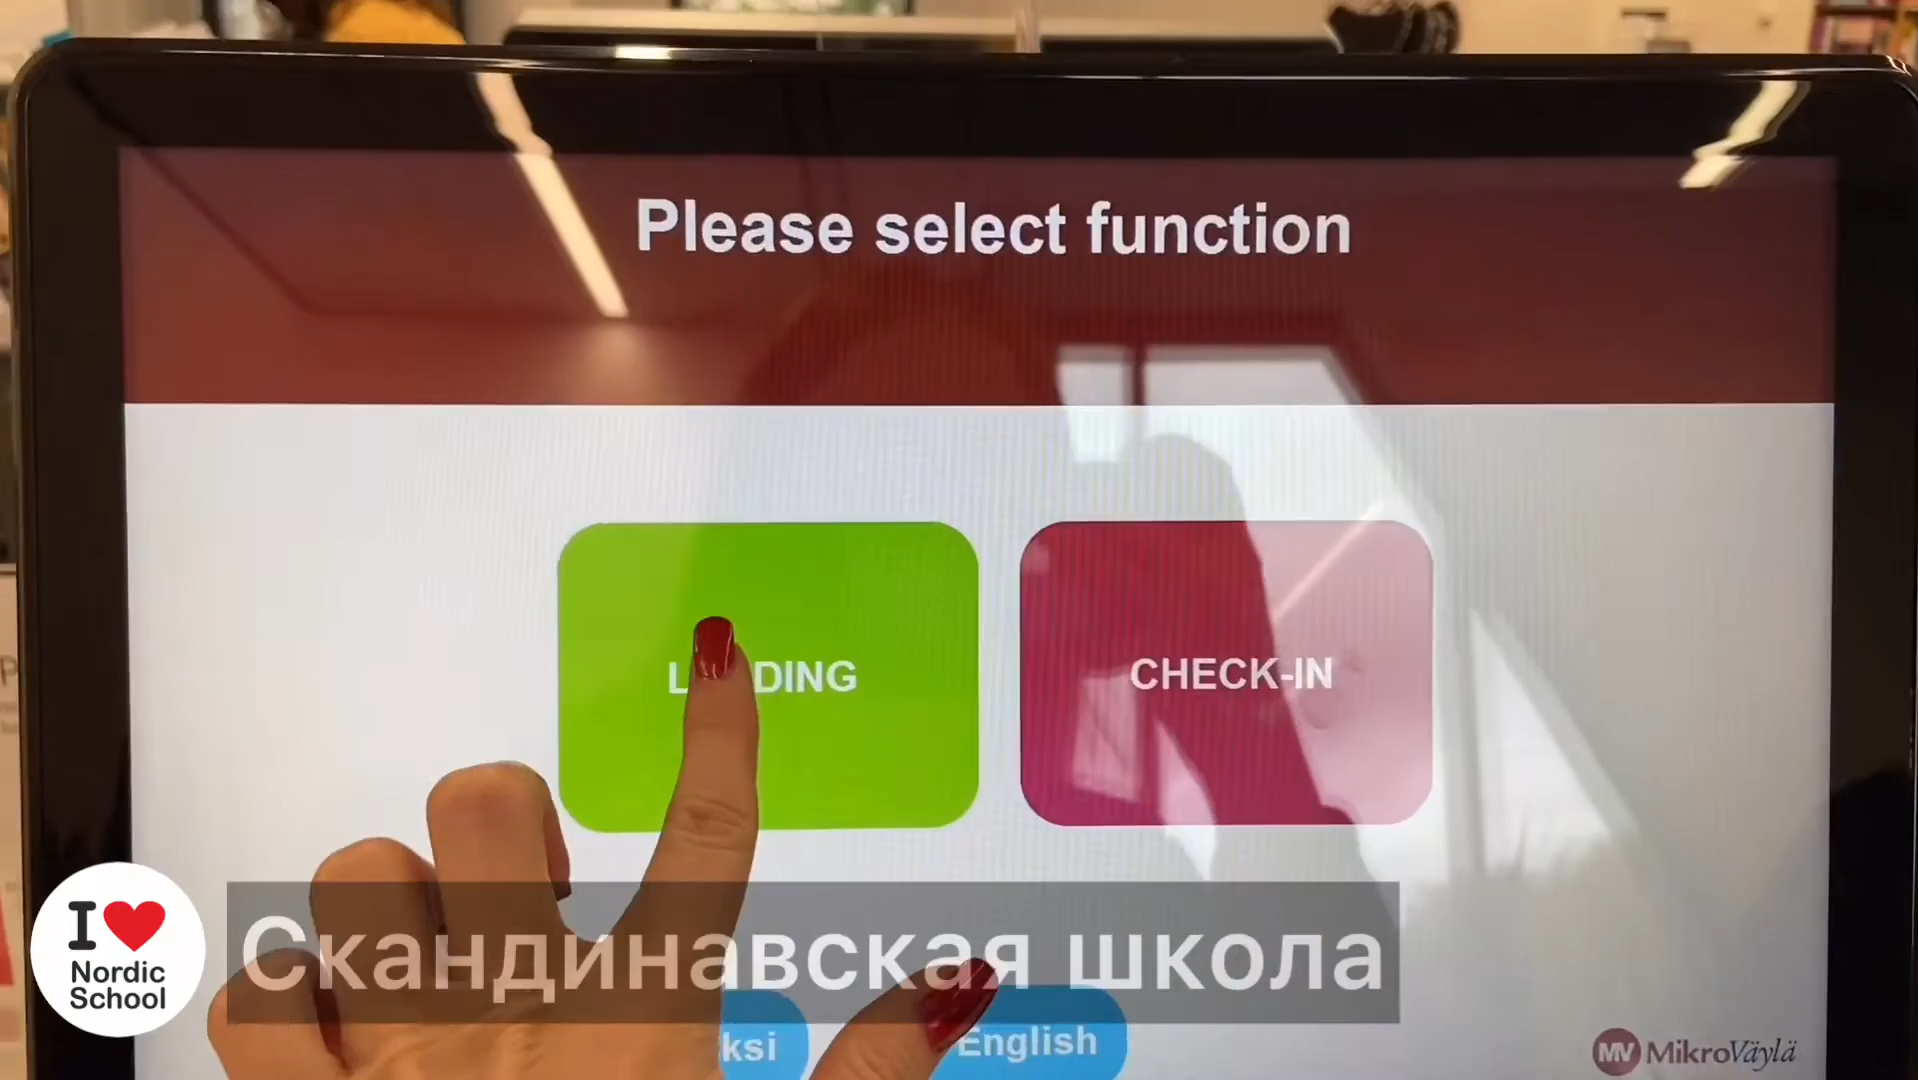 Please select function
L DING
CHECK-IN
I
Nordic
School
Скандинавская школа
ksi
English
MV MikroVäylä